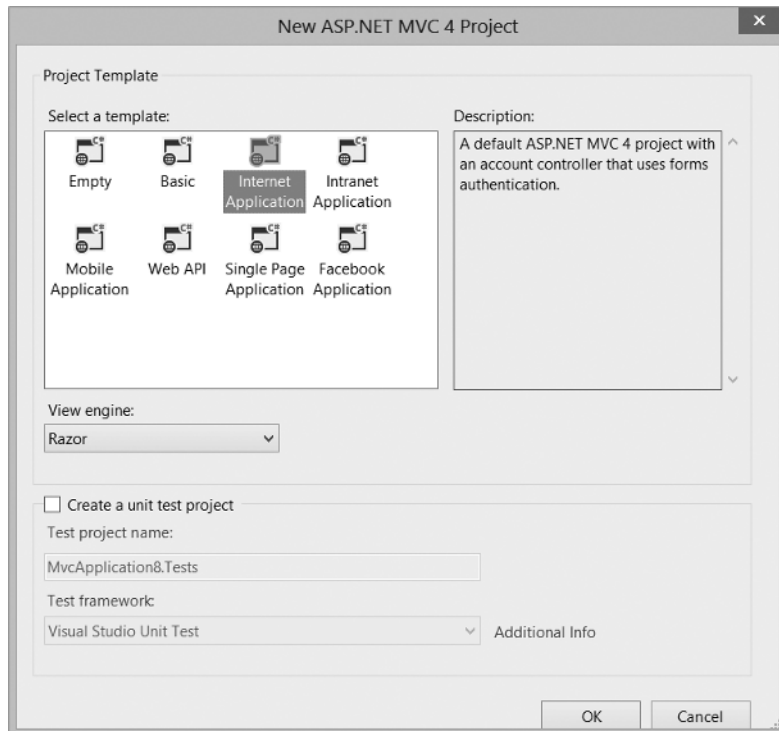 New ASP.NET MVC 4 Project
Project Template
Select a template:
Description:
C# C# C# C#
Empty Basic Internet Application Intranet Application
C# C# C# C#
Mobile Application Web API Single Page Application Facebook Application
A default ASP.NET MVC 4 project with
an account controller that uses forms
authentication.
View engine:
Razor
Create a unit test project
Test project name:
MvcApplication8.Tests
Test framework:
Visual Studio Unit Test
Additional Info
OK
Cancel